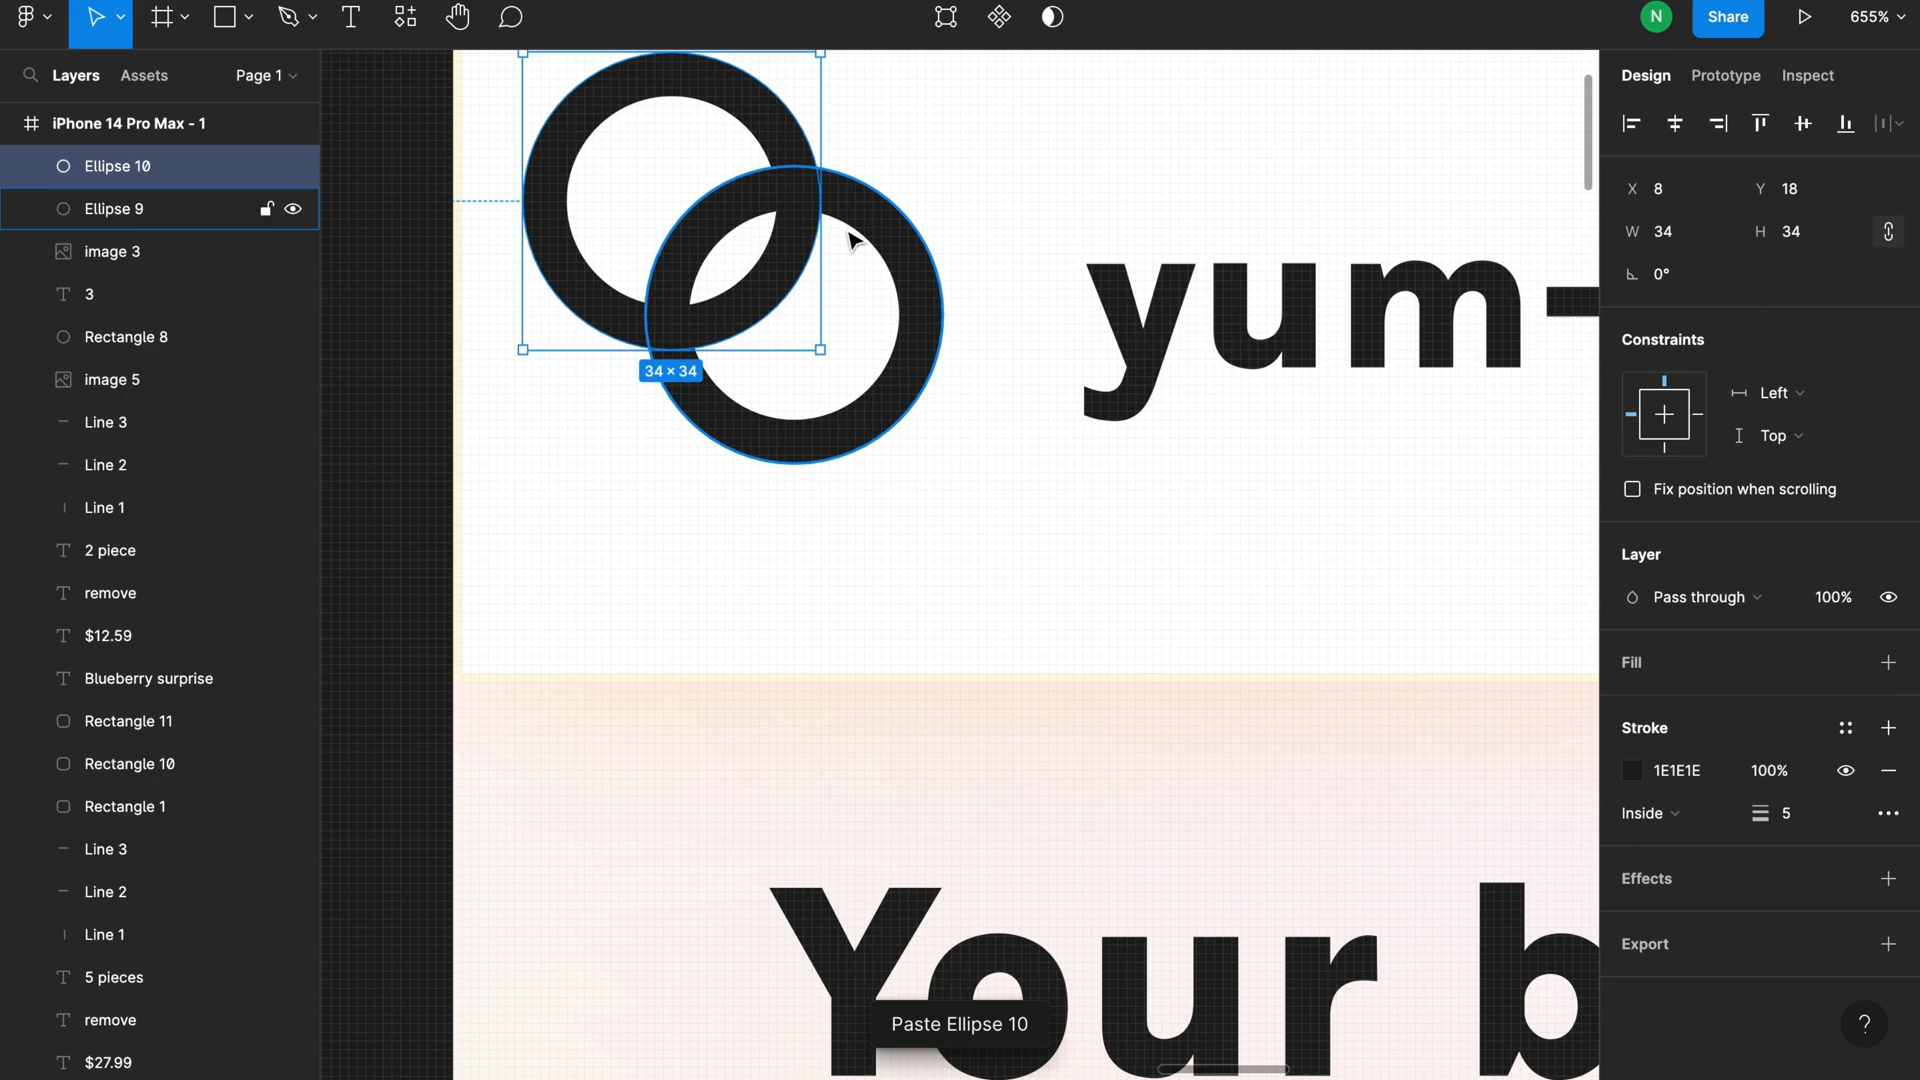 N
Share
655%
Layers
Assets
Page 1
iPhone 14 Pro Max - 1
Ellipse 10
Ellipse 9
image 3
3
Rectangle 8
image 5
Line 3
Line 2
Line 1
2 piece
remove
$12.59
Blueberry surprise
Rectangle 11
Rectangle 10
Rectangle 1
Line 3
Line 2
Line 1
5 pieces
remove
$27.99
34 × 34
yum-
Your b
Paste Ellipse 10
Design
Prototype
Inspect
X 8
Y 18
W 34
H 34
0°
Constraints
Left
Top
Fix position when scrolling
Layer
Pass through
100%
Fill
Stroke
1E1E1E
100%
Inside
5
Effects
Export
?